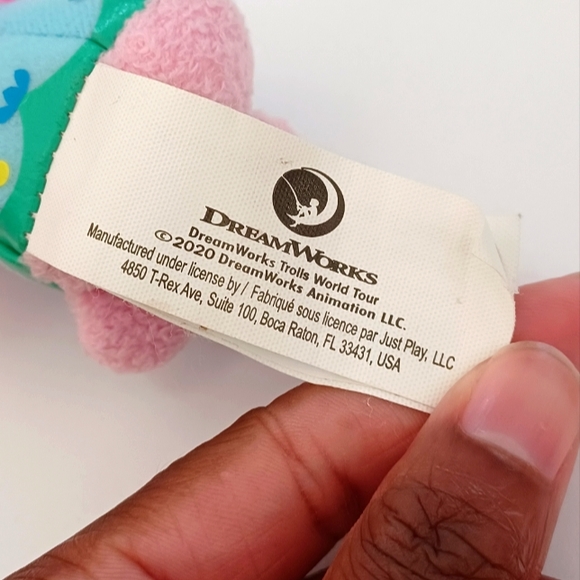 DREAMWORKS
DreamWorks Trolls World Tour
©2020 DreamWorks Animation LLC.
Manufactured under license by / Fabriqué sous licence par Just Play, LLC
4850 T-Rex Ave, Suite 100, Boca Raton, FL 33431, USA